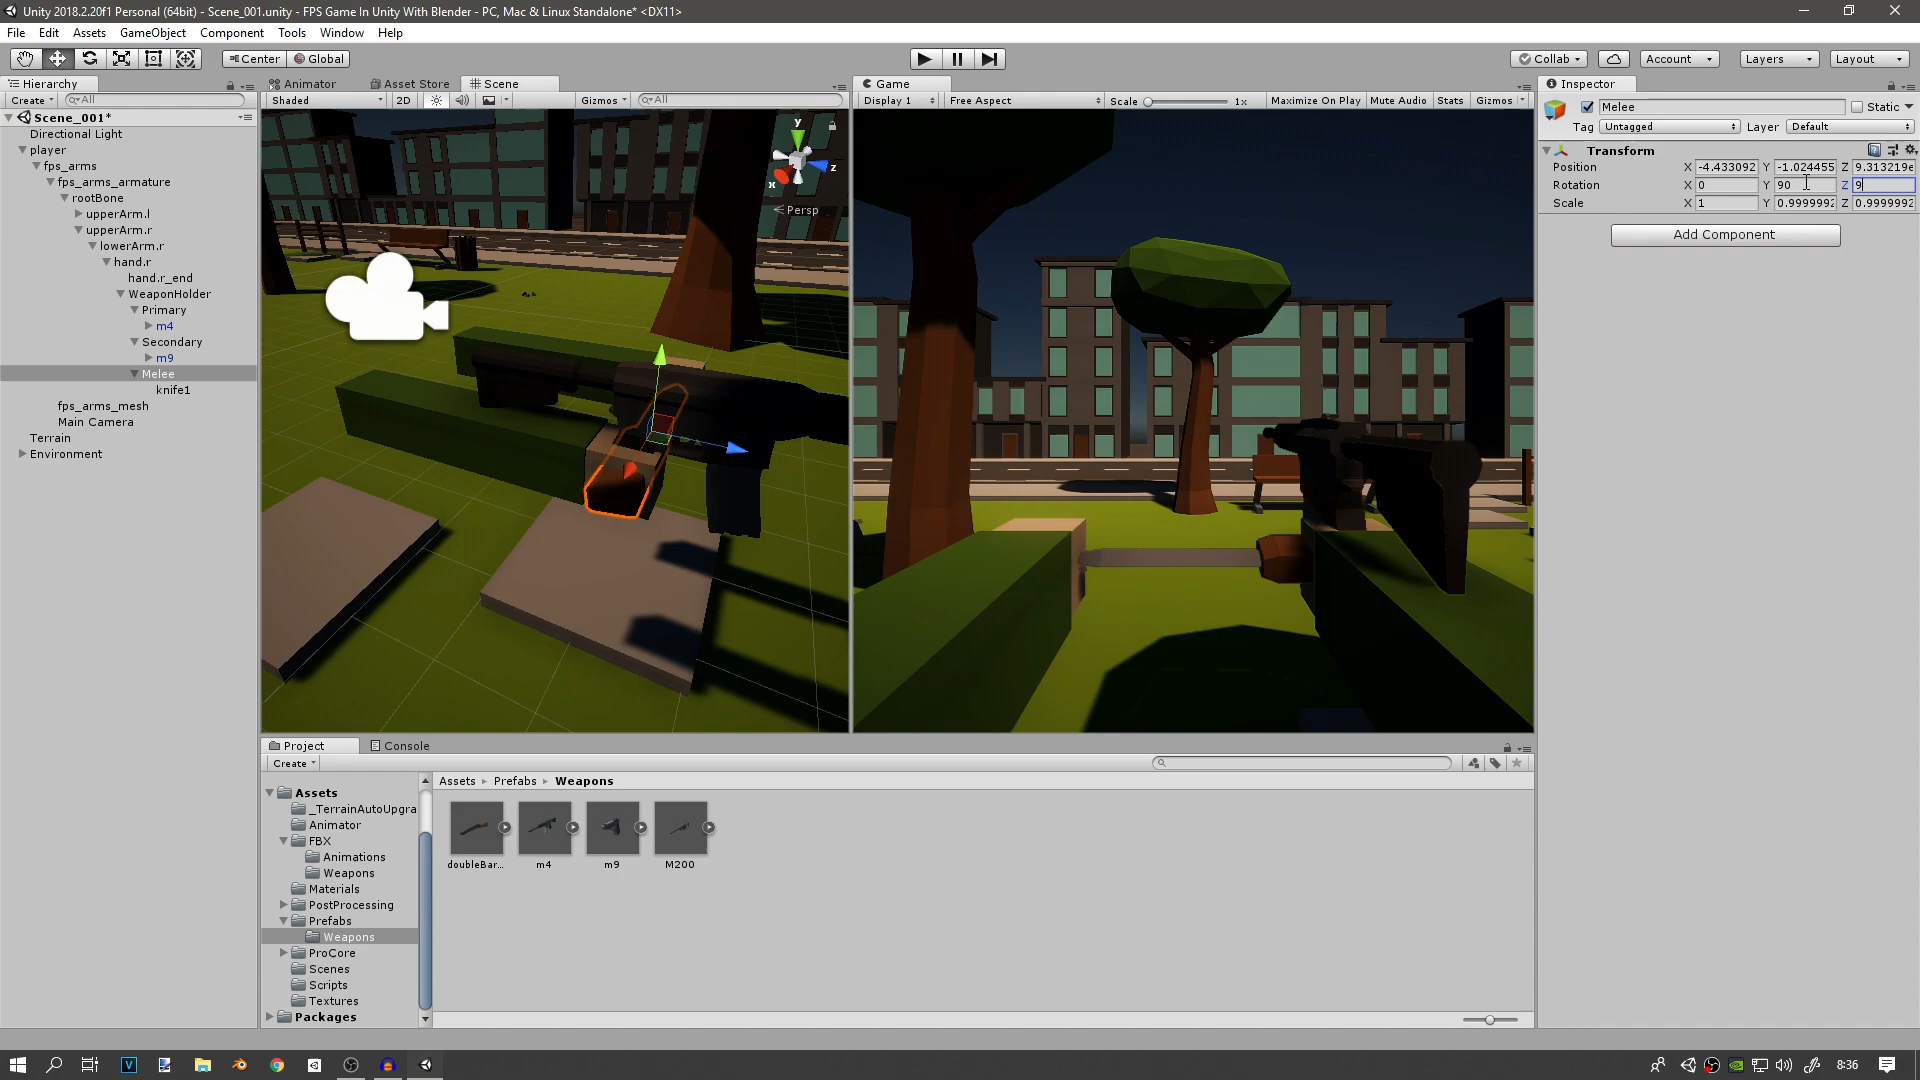 Unity 2018.2.20f1 Personal (64bit) - Scene_001.unity - FPS Game In Unity With Blender - PC, Mac & Linux Standalone* <DX11>
File Edit Assets GameObject Component Tools Window Help
Center Global Collab Account Layers Layout
Hierarchy Animator Asset Store Scene Game Inspector
Create All Shaded 2D Gizmos All Display 1 Free Aspect Scale 1x Maximize On Play Mute Audio Stats Gizmos Melee Static
Tag Untagged Layer Default
Scene_001*
Directional Light
player
fps_arms
fps_arms_armature
rootBone
upperArm.l
upperArm.r
lowerArm.r
hand.r
hand.r_end
WeaponHolder
Primary
m4
Secondary
m9
Melee
knife1
fps_arms_mesh
Main Camera
Terrain
Environment
y
z
x
Persp
Transform
Position X -4.433092 Y -1.024455 Z 9.313219e
Rotation X 0 Y 90 Z 9
Scale X 1 Y 0.9999992 Z 0.9999992
Add Component
Project Console
Create
Assets
_TerrainAutoUpgra
Animator
FBX
Animations
Weapons
Materials
PostProcessing
Prefabs
Weapons
ProCore
Scenes
Scripts
Textures
Packages
Assets Prefabs Weapons
doubleBar... m4 m9 M200
8:36